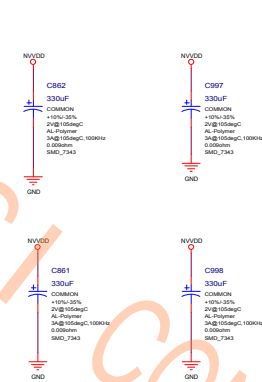 NVVDD
C862
330uF
COMMON
+10%/-35%
2V@105degC
AL-Polymer
3A@105degC,100KHz
0.009ohm
SMD_7343
GND
NVVDD
C997
330uF
COMMON
+10%/-35%
2V@105degC
AL-Polymer
3A@105degC,100KHz
0.009ohm
SMD_7343
GND
NVVDD
C861
330uF
COMMON
+10%/-35%
2V@105degC
AL-Polymer
3A@105degC,100KHz
0.009ohm
SMD_7343
GND
NVVDD
C998
330uF
COMMON
+10%/-35%
2V@105degC
AL-Polymer
3A@105degC,100KHz
0.009ohm
SMD_7343
GND